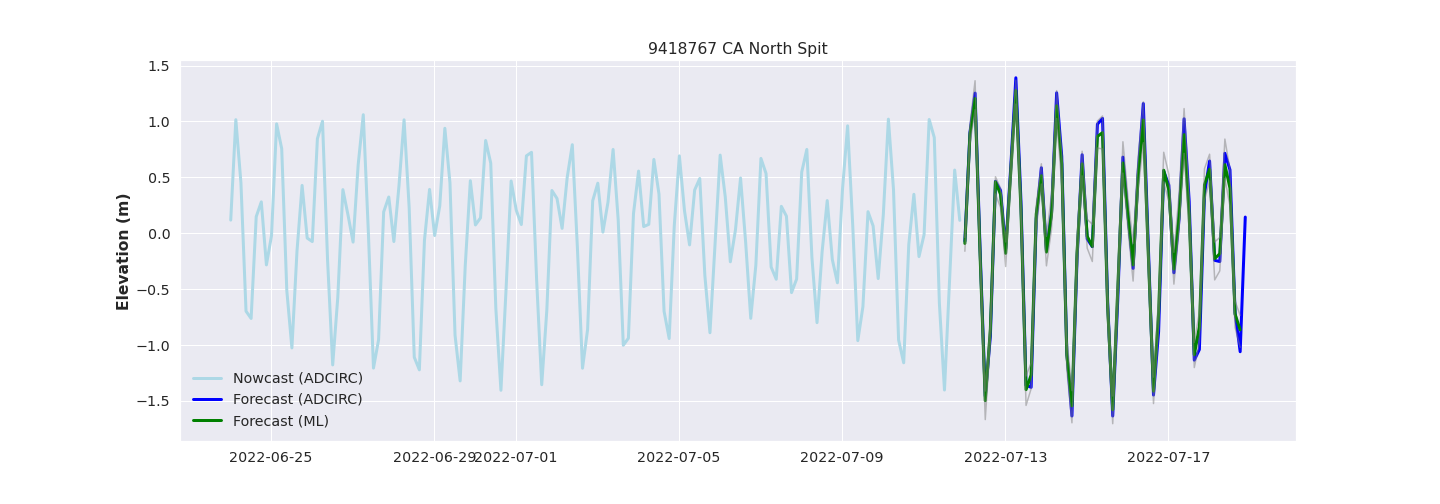 9418767 CA North Spit
1.5
1.0
0.5
0.0
−0.5
−1.0
−1.5
Elevation (m)
Nowcast (ADCIRC)
Forecast (ADCIRC)
Forecast (ML)
2022-06-25 2022-06-29 2022-07-01 2022-07-05 2022-07-09 2022-07-13 2022-07-17